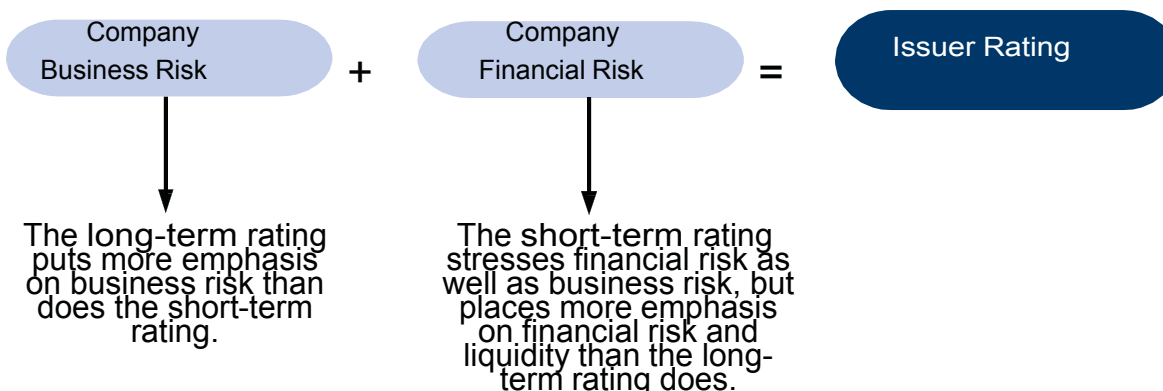 Company
Business Risk
+
Company
Financial Risk
=
Issuer Rating
The long-term rating
puts more emphasis
on business risk than
does the short-term
rating.
The short-term rating
stresses financial risk as
well as business risk, but
places more emphasis
on financial risk and
liquidity than the long-
term rating does.